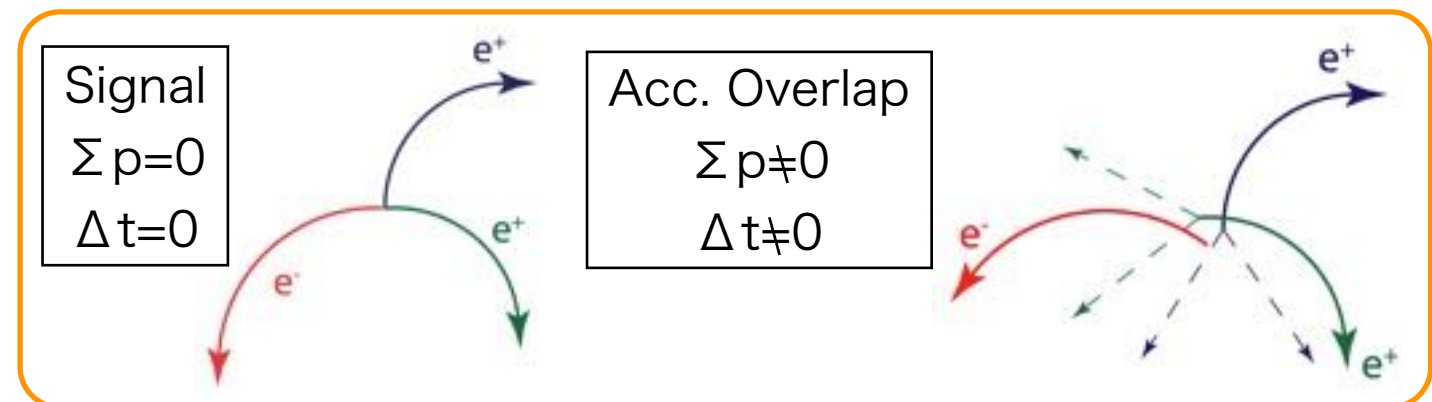 Signal
Σp=0
Δt=0
e⁺
e⁺
e⁻
Acc. Overlap
Σp≠0
Δt≠0
e⁺
e⁻
e⁺